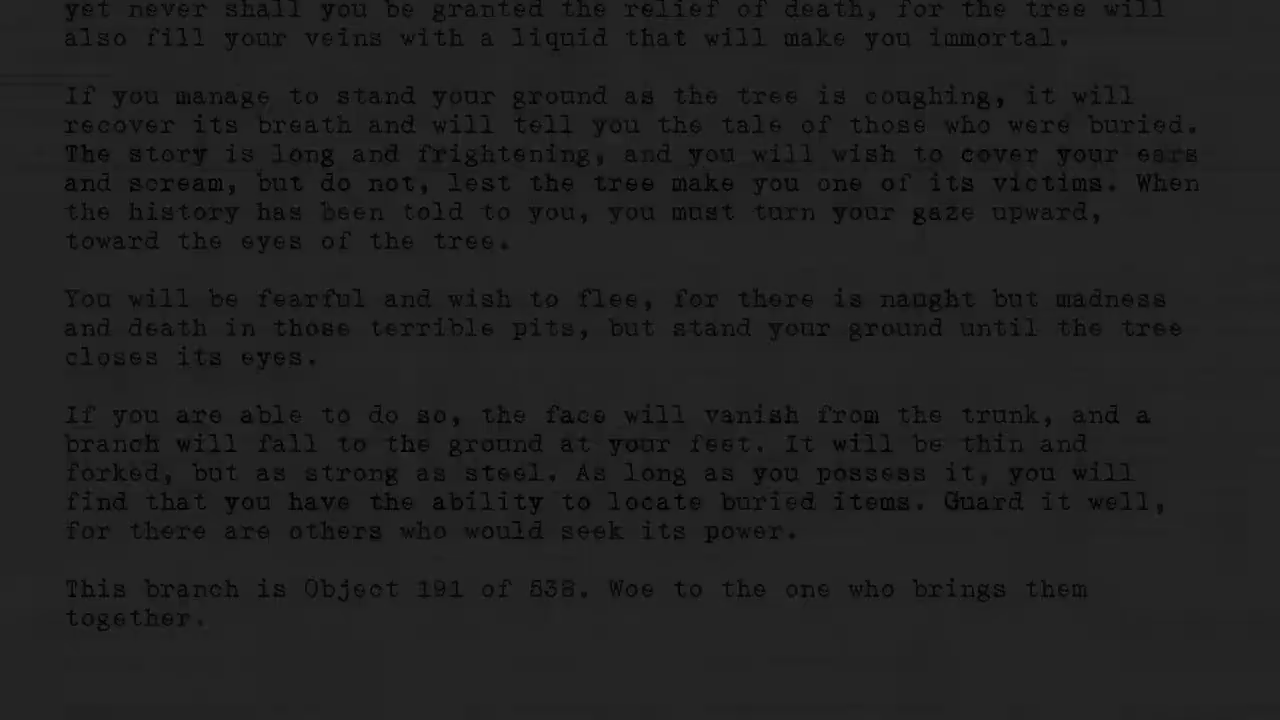 yet never shall you be granted the relief of death, for the tree will
also fill your veins with a liquid that will make you immortal.
If you manage to stand your ground as the tree is coughing, it will
recover its breath and will tell you the tale of those who were buried.
The story is long and frightening, and you will wish to cover your ears
and scream, but do not, lest the tree make you one of its victims. When
the history has been told to you, you must turn your gaze upward,
toward the eyes of the tree.
You will be fearful and wish to flee, for there is naught but madness
and death in those terrible pits, but stand your ground until the tree
closes its eyes.
If you are able to do so, the face will vanish from the trunk, and a
branch will fall to the ground at your feet. It will be thin and
forked, but as strong as steel. As long as you possess it, you will
find that you have the ability to locate buried items. Guard it well,
for there are others who would seek its power.
This branch is Object 191 of 538. Woe to the one who brings them
together.